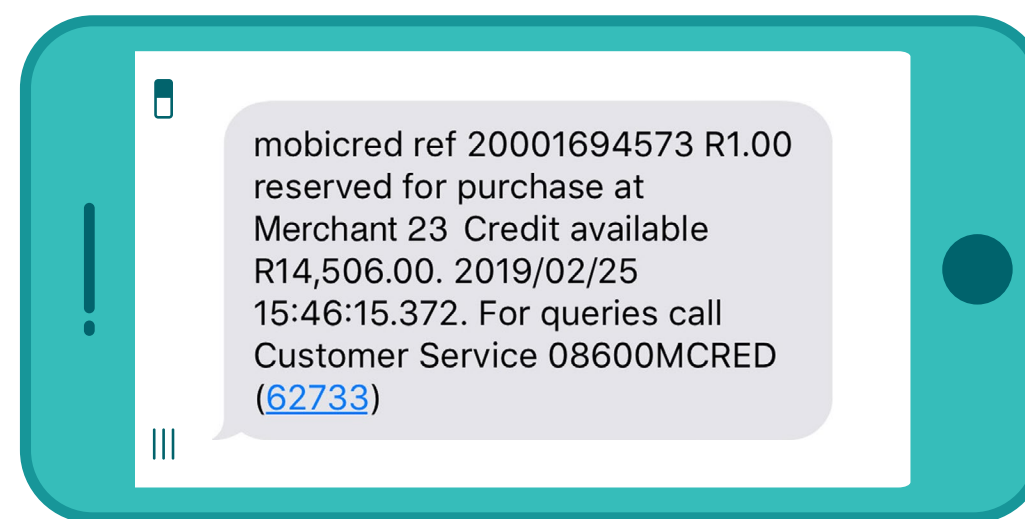 mobicred ref 20001694573 R1.00
reserved for purchase at
Merchant 23 Credit available
R14,506.00. 2019/02/25
15:46:15.372. For queries call
Customer Service 08600MCRED
(62733)